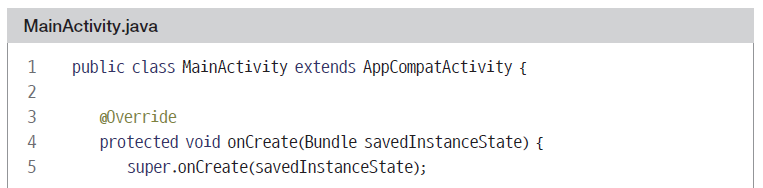 MainActivity.java
1 public class MainActivity extends AppCompatActivity {
2
3 @Override
4 protected void onCreate(Bundle savedInstanceState) {
5 super.onCreate(savedInstanceState);